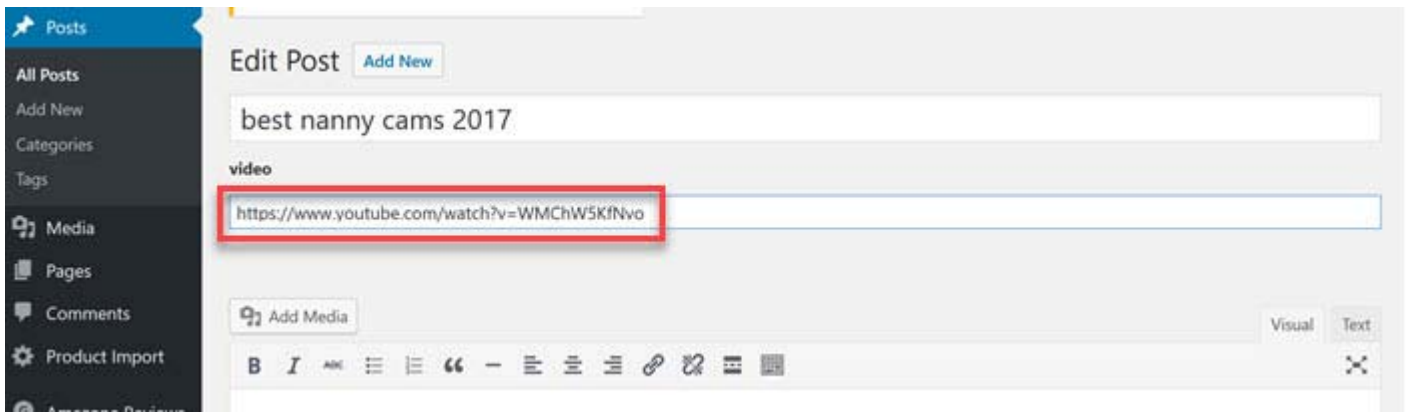 Posts
All Posts
Add New
Categories
Tags
Media
Pages
Comments
Product Import
Edit Post Add New
best nanny cams 2017
video
https://www.youtube.com/watch?v=WMChW5KfNvo
Add Media
Visual Text
B I ABC